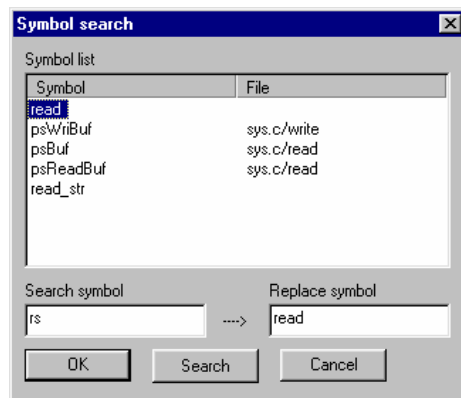 Symbol search
Symbol list
Symbol File
read
psWriBuf sys.c/write
psBuf sys.c/read
psReadBuf sys.c/read
read_str
Search symbol Replace symbol
rs ----> read
OK Search Cancel